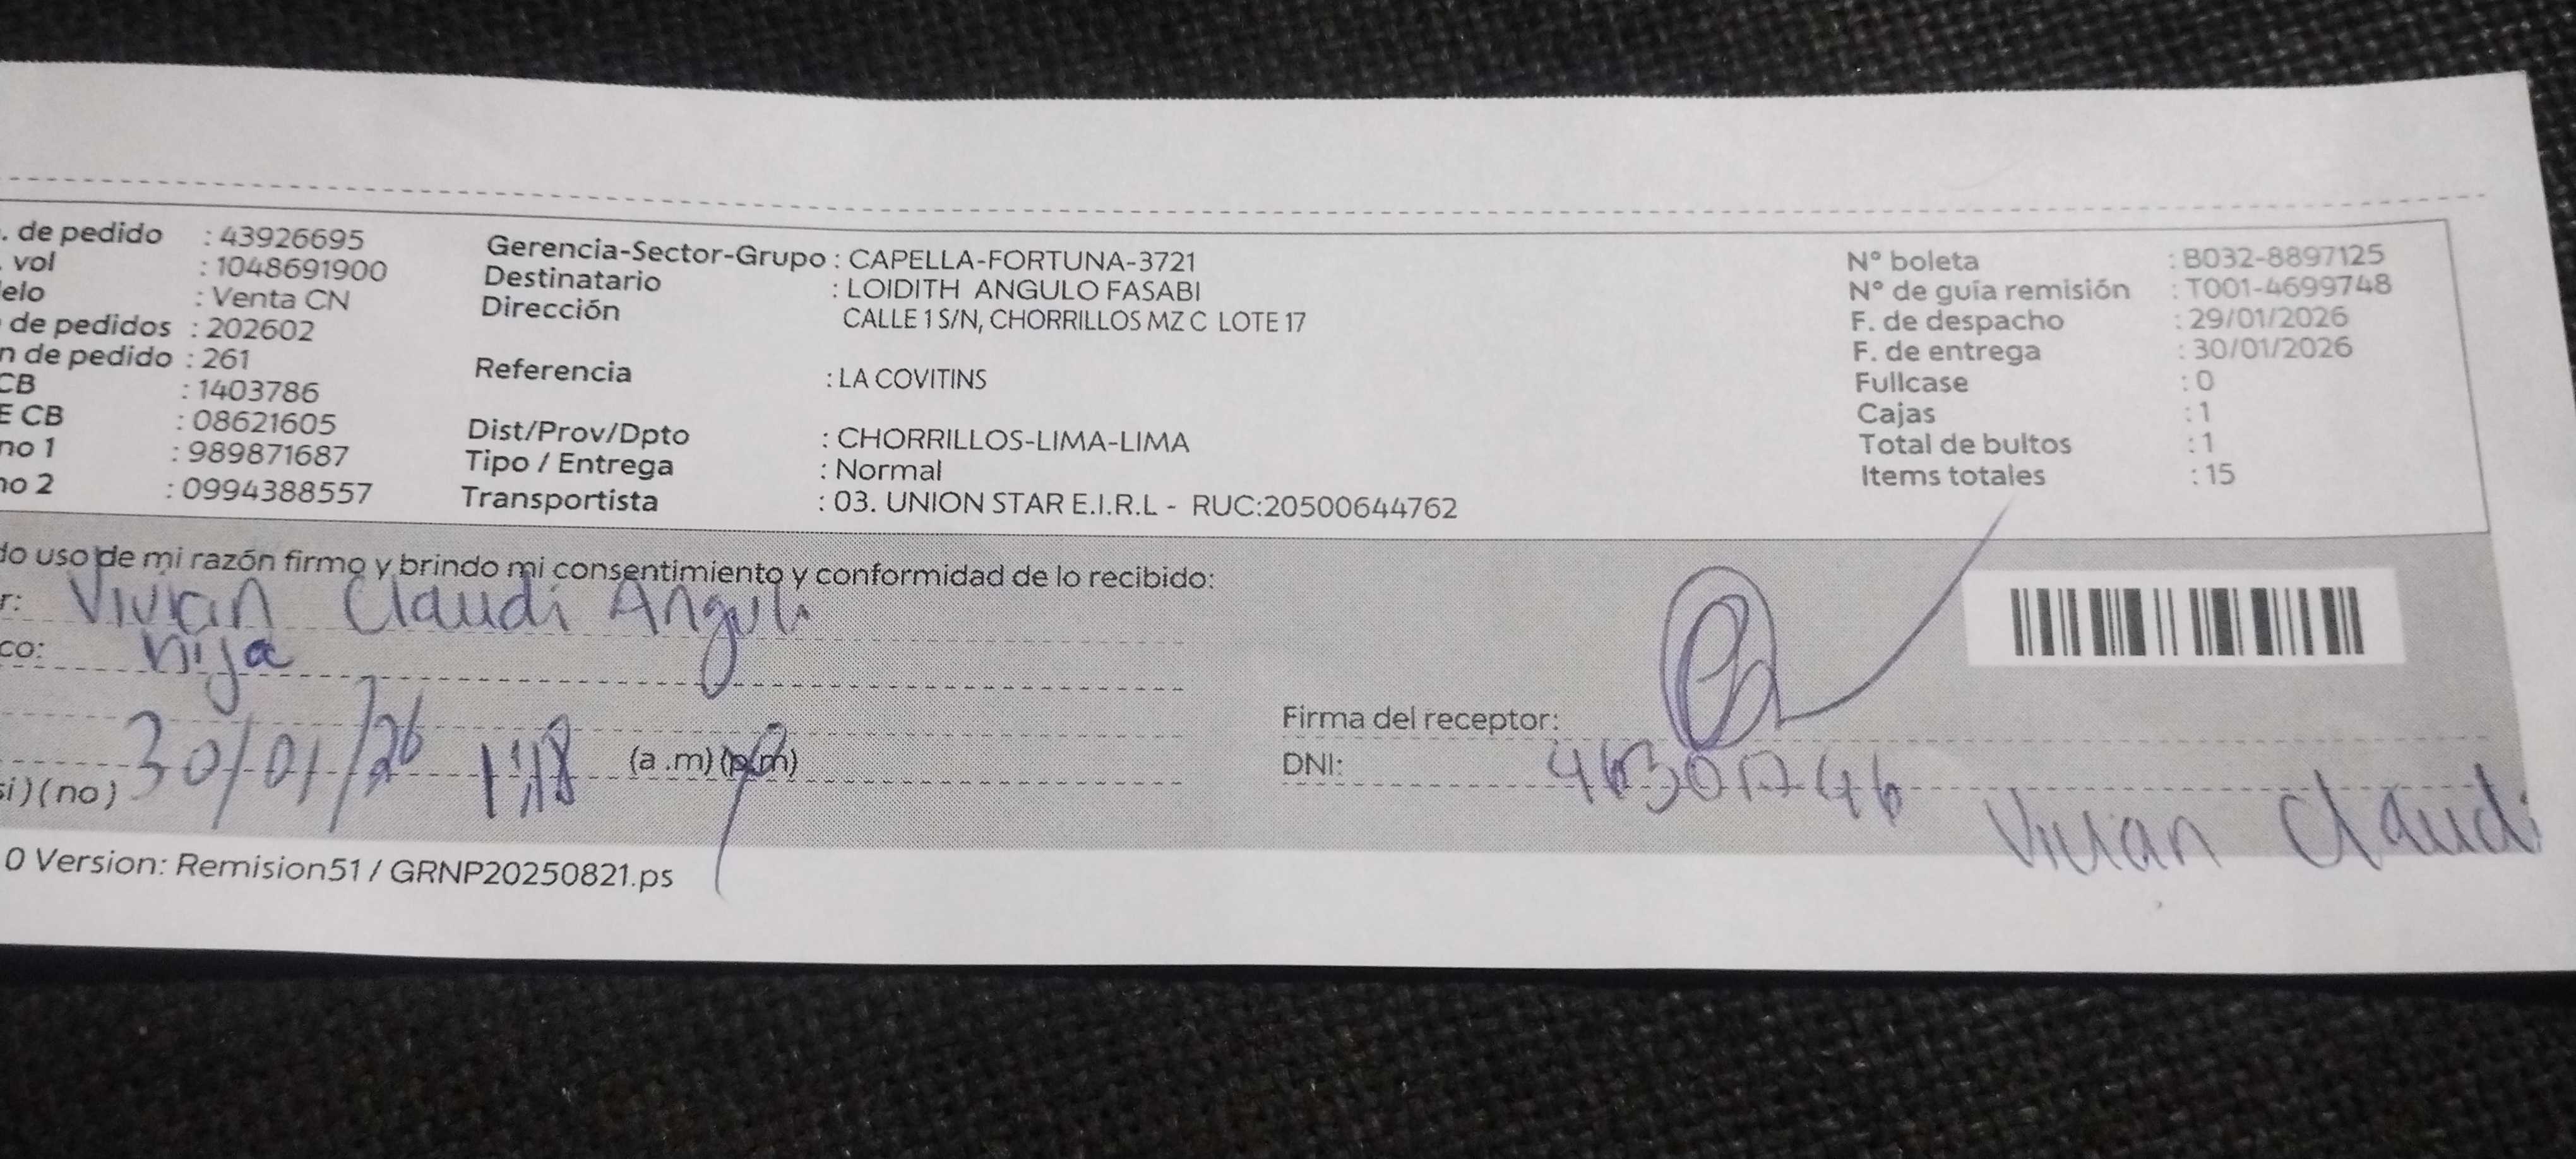 . de pedido : 43926695
. vol : 1048691900
elo : Venta CN
de pedidos : 202602
n de pedido : 261
CB : 1403786
E CB : 08621605
no 1 : 989871687
no 2 : 0994388557
Gerencia-Sector-Grupo : CAPELLA-FORTUNA-3721
Destinatario : LOIDITH ANGULO FASABI
Dirección CALLE 1 S/N, CHORRILLOS MZ C LOTE 17
Referencia : LA COVITINS
Dist/Prov/Dpto : CHORRILLOS-LIMA-LIMA
Tipo / Entrega : Normal
Transportista : 03. UNION STAR E.I.R.L - RUC:20500644762
N° boleta : B032-8897125
N° de guía remisión : T001-4699748
F. de despacho : 29/01/2026
F. de entrega : 30/01/2026
Fullcase : 0
Cajas : 1
Total de bultos : 1
Items totales : 15
do uso de mi razón firmo y brindo mi consentimiento y conformidad de lo recibido:
r: Vivian Claudi Angulo
co: hija
30/01/26 1:18 (a .m) (p.m)
si) (no)
Firma del receptor:
DNI:
Vivian Claudi
0 Version: Remision51 / GRNP20250821.ps